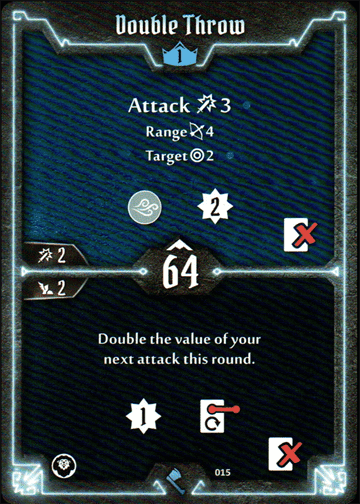 Double Throw
1
Attack 3
Range 4
Target 2
2
2
64
2
Double the value of your
next attack this round.
1
015